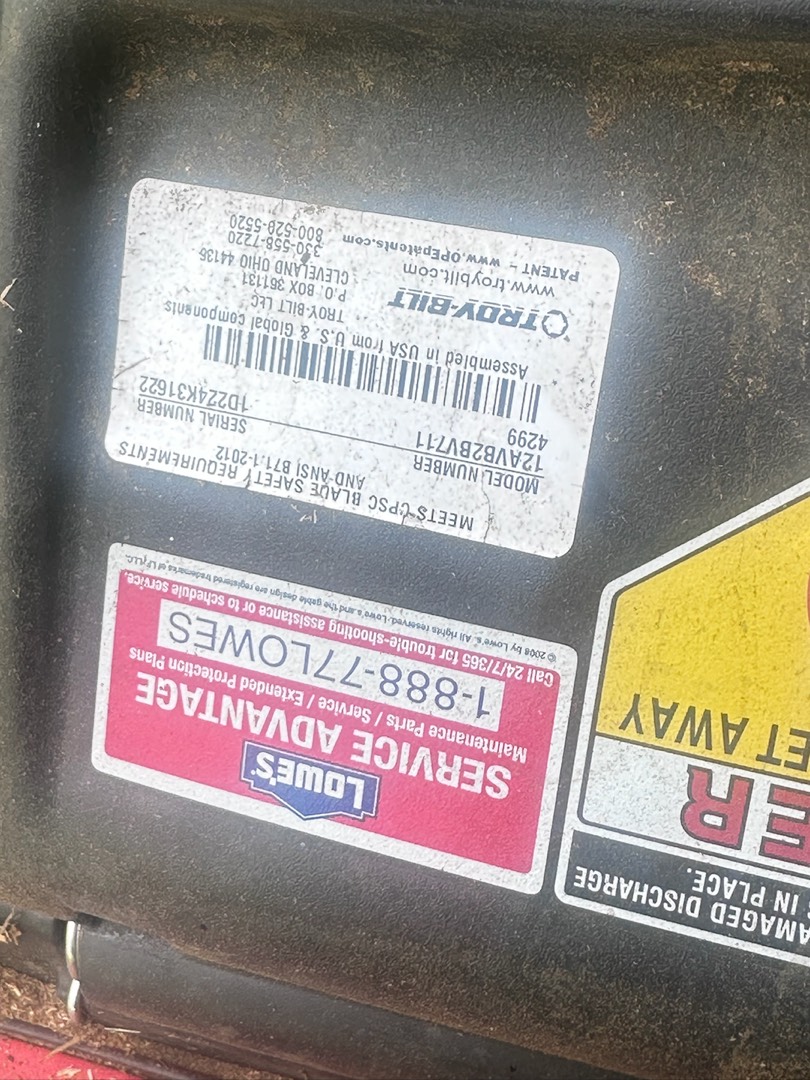 MEETS CPSC BLADE SAFETY REQUIREMENTS
AND ANSI B71.1-2012
MODEL NUMBER SERIAL NUMBER
12AVB2BV711 1D224K31622
4299
Assembled in USA from U.S. & Global Components
TROY-BILT
www.troybilt.com
PATENT - www.OPEpatents.com
TROY-BILT LLC
P.O. BOX 361131
CLEVELAND OHIO 44136
330-558-7220
800-520-5520
LOWE'S
SERVICE ADVANTAGE
Maintenance Parts / Service / Extended Protection Plans
1-888-77LOWES
Call 24/7/365 for trouble-shooting assistance or to schedule service.
© 2008 by Lowe's. All rights reserved. Lowe's and the gable design are registered trademarks of LF, LLC.
AMAGED DISCHARGE
IN PLACE.
ER
ET AWAY